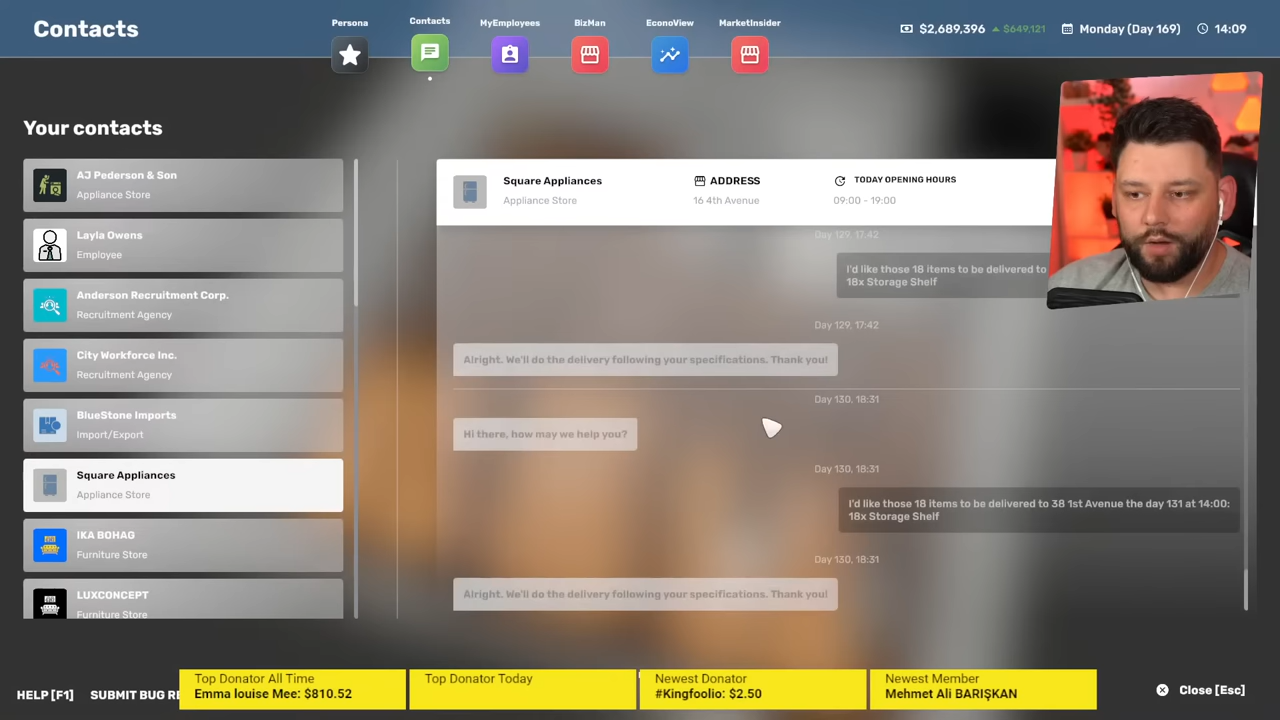 Contacts
Persona
Contacts
MyEmployees
BizMan
EconoView
MarketInsider
$2,689,396 ▲ $649,121
Monday (Day 169)
14:09
Your contacts
AJ Pederson & Son
Appliance Store
Layla Owens
Employee
Anderson Recruitment Corp.
Recruitment Agency
City Workforce Inc.
Recruitment Agency
BlueStone Imports
Import/Export
Square Appliances
Appliance Store
IKA BOHAG
Furniture Store
LUXCONCEPT
Furniture Store
Square Appliances
Appliance Store
ADDRESS
16 4th Avenue
TODAY OPENING HOURS
09:00 - 19:00
Day 129, 17:42
I'd like those 18 items to be delivered to
18x Storage Shelf
Day 129, 17:42
Alright. We'll do the delivery following your specifications. Thank you!
Day 130, 18:31
Hi there, how may we help you?
Day 130, 18:31
I'd like those 18 items to be delivered to 38 1st Avenue the day 131 at 14:00:
18x Storage Shelf
Day 130, 18:31
Alright. We'll do the delivery following your specifications. Thank you!
HELP [F1]
SUBMIT BUG RE
Top Donator All Time
Emma louise Mee: $810.52
Top Donator Today
Newest Donator
#Kingfoolio: $2.50
Newest Member
Mehmet Ali BARIŞKAN
Close [Esc]